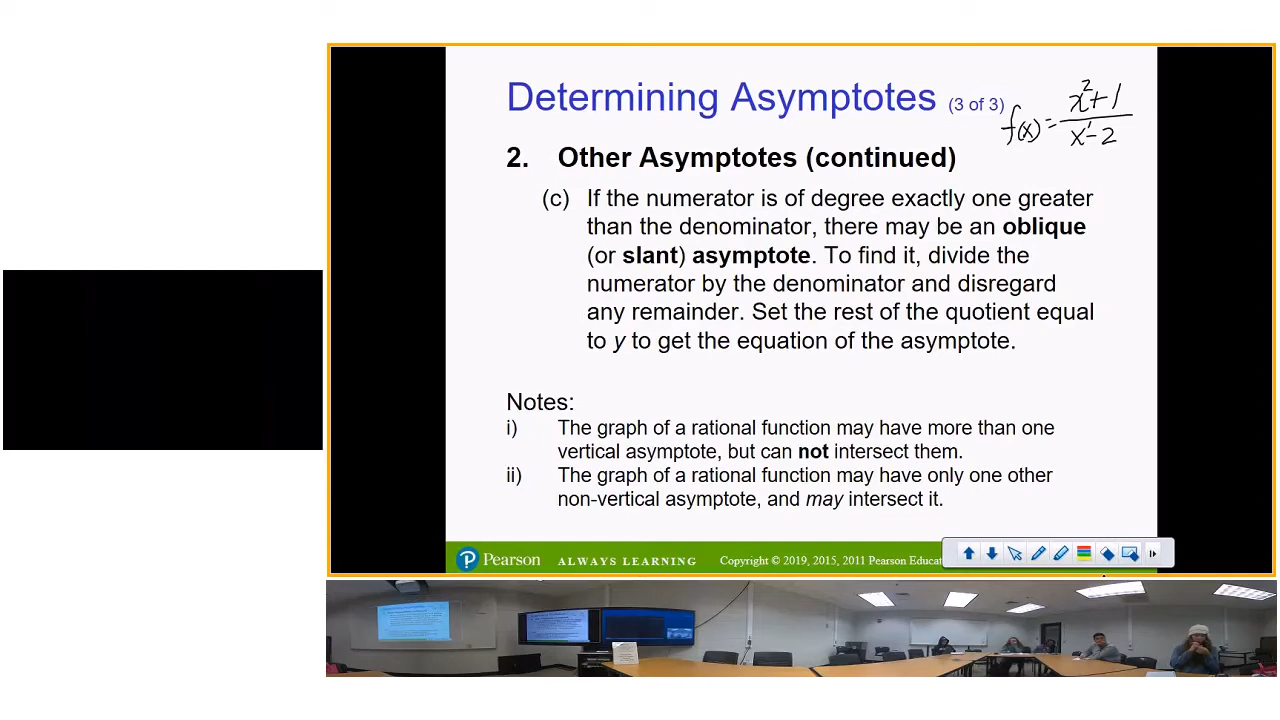 Determining Asymptotes (3 of 3)
f(x) = x²+1 / x¹-2
2. Other Asymptotes (continued)
(c) If the numerator is of degree exactly one greater
than the denominator, there may be an oblique
(or slant) asymptote. To find it, divide the
numerator by the denominator and disregard
any remainder. Set the rest of the quotient equal
to y to get the equation of the asymptote.
Notes:
i) The graph of a rational function may have more than one
vertical asymptote, but can not intersect them.
ii) The graph of a rational function may have only one other
non-vertical asymptote, and may intersect it.
Pearson ALWAYS LEARNING Copyright © 2019, 2015, 2011 Pearson Educat